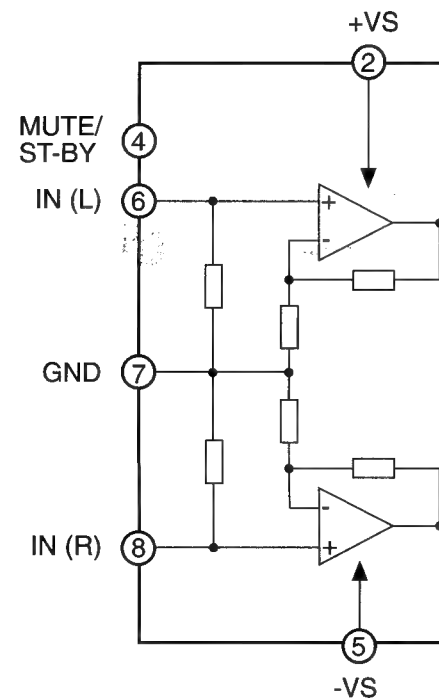 +VS
2
MUTE/
ST-BY
4
IN (L)
6
+
-
GND
7
-
+
IN (R)
8
5
-VS